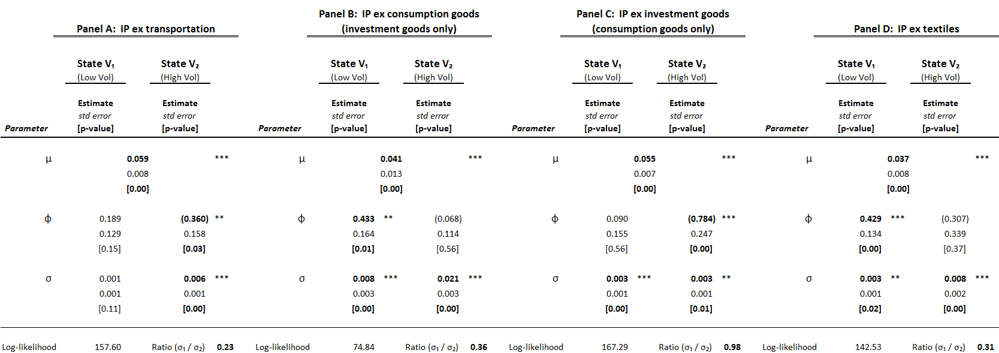 Panel B:  IP ex consumption goods Panel C:  IP ex investment goods
Panel A:  IP ex transportation (investment goods only) (consumption goods only) Panel D:  IP ex textiles
State V₁ State V₂ State V₁ State V₂ State V₁ State V₂ State V₁ State V₂
(Low Vol) (High Vol) (Low Vol) (High Vol) (Low Vol) (High Vol) (Low Vol) (High Vol)
Estimate Estimate Estimate Estimate Estimate Estimate Estimate Estimate
std error std error std error std error std error std error std error std error
Parameter [p-value] [p-value] Parameter [p-value] [p-value] Parameter [p-value] [p-value] Parameter [p-value] [p-value]
μ 0.059 *** μ 0.041 *** μ 0.055 *** μ 0.037 ***
0.008 0.013 0.007 0.008
[0.00] [0.00] [0.00] [0.00]
ϕ 0.189 (0.360) ** ϕ 0.433 ** (0.068) ϕ 0.090 (0.784) *** ϕ 0.429 *** (0.307)
0.129 0.158 0.164 0.114 0.155 0.247 0.134 0.339
[0.15] [0.03] [0.01] [0.56] [0.56] [0.00] [0.00] [0.37]
σ 0.001 0.006 *** σ 0.008 *** 0.021 *** σ 0.003 *** 0.003 ** σ 0.003 ** 0.008 ***
0.001 0.001 0.003 0.003 0.001 0.001 0.001 0.002
[0.11] [0.00] [0.00] [0.00] [0.00] [0.01] [0.02] [0.00]
Log-likelihood 157.60 Ratio (σ₁ / σ₂) 0.23 Log-likelihood 74.84 Ratio (σ₁ / σ₂) 0.36 Log-likelihood 167.29 Ratio (σ₁ / σ₂) 0.98 Log-likelihood 142.53 Ratio (σ₁ / σ₂) 0.31